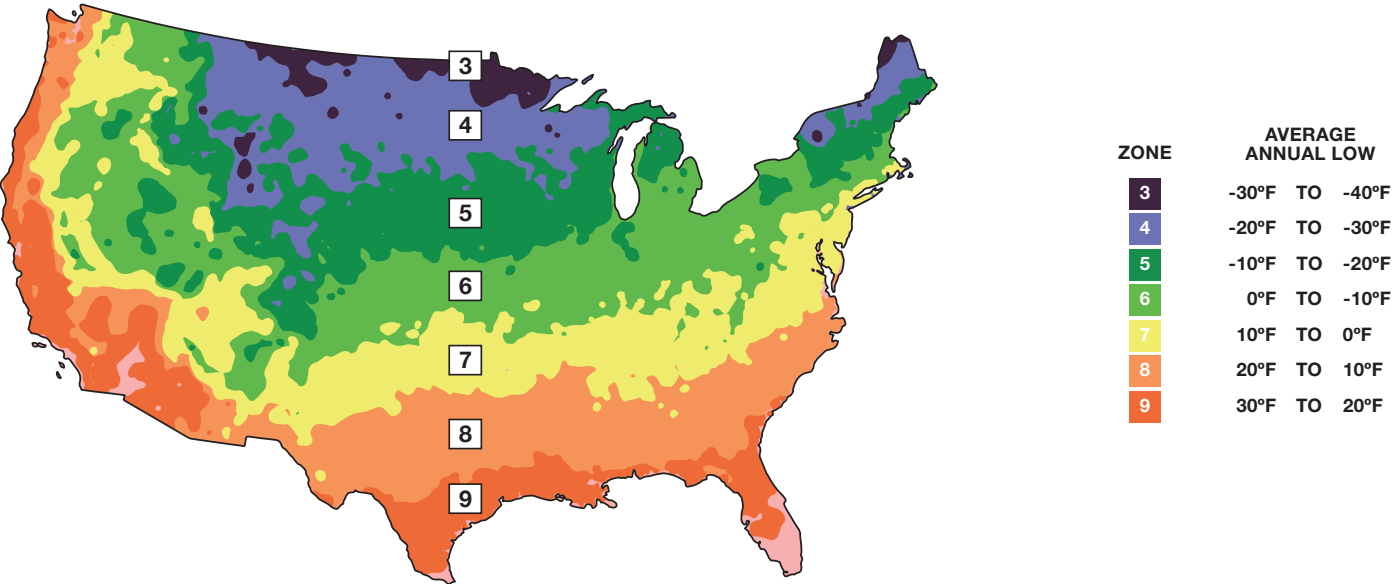 3
4
5
6
7
8
9
ZONE
AVERAGE
ANNUAL LOW
3 -30ºF TO -40ºF
4 -20ºF TO -30ºF
5 -10ºF TO -20ºF
6 0ºF TO -10ºF
7 10ºF TO 0ºF
8 20ºF TO 10ºF
9 30ºF TO 20ºF